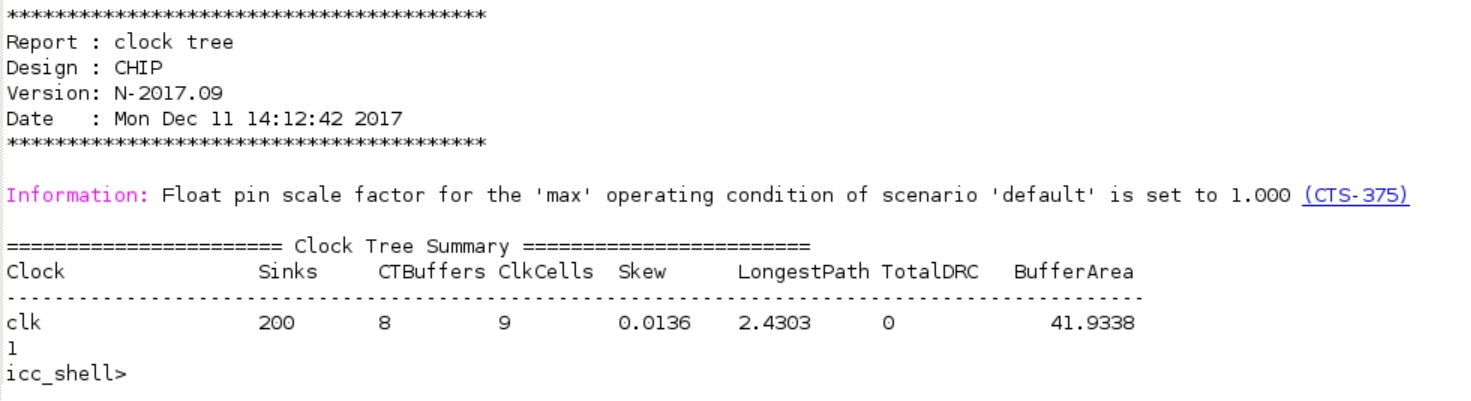 ****************************************
Report : clock tree
Design : CHIP
Version: N-2017.09
Date   : Mon Dec 11 14:12:42 2017
****************************************
Information: Float pin scale factor for the 'max' operating condition of scenario 'default' is set to 1.000 (CTS-375)
======================= Clock Tree Summary ========================
Clock                Sinks     CTBuffers ClkCells  Skew      LongestPath TotalDRC   BufferArea
-----------------------------------------------------------------------------------------------
clk                  200       8         9         0.0136    2.4303      0             41.9338
1
icc_shell>